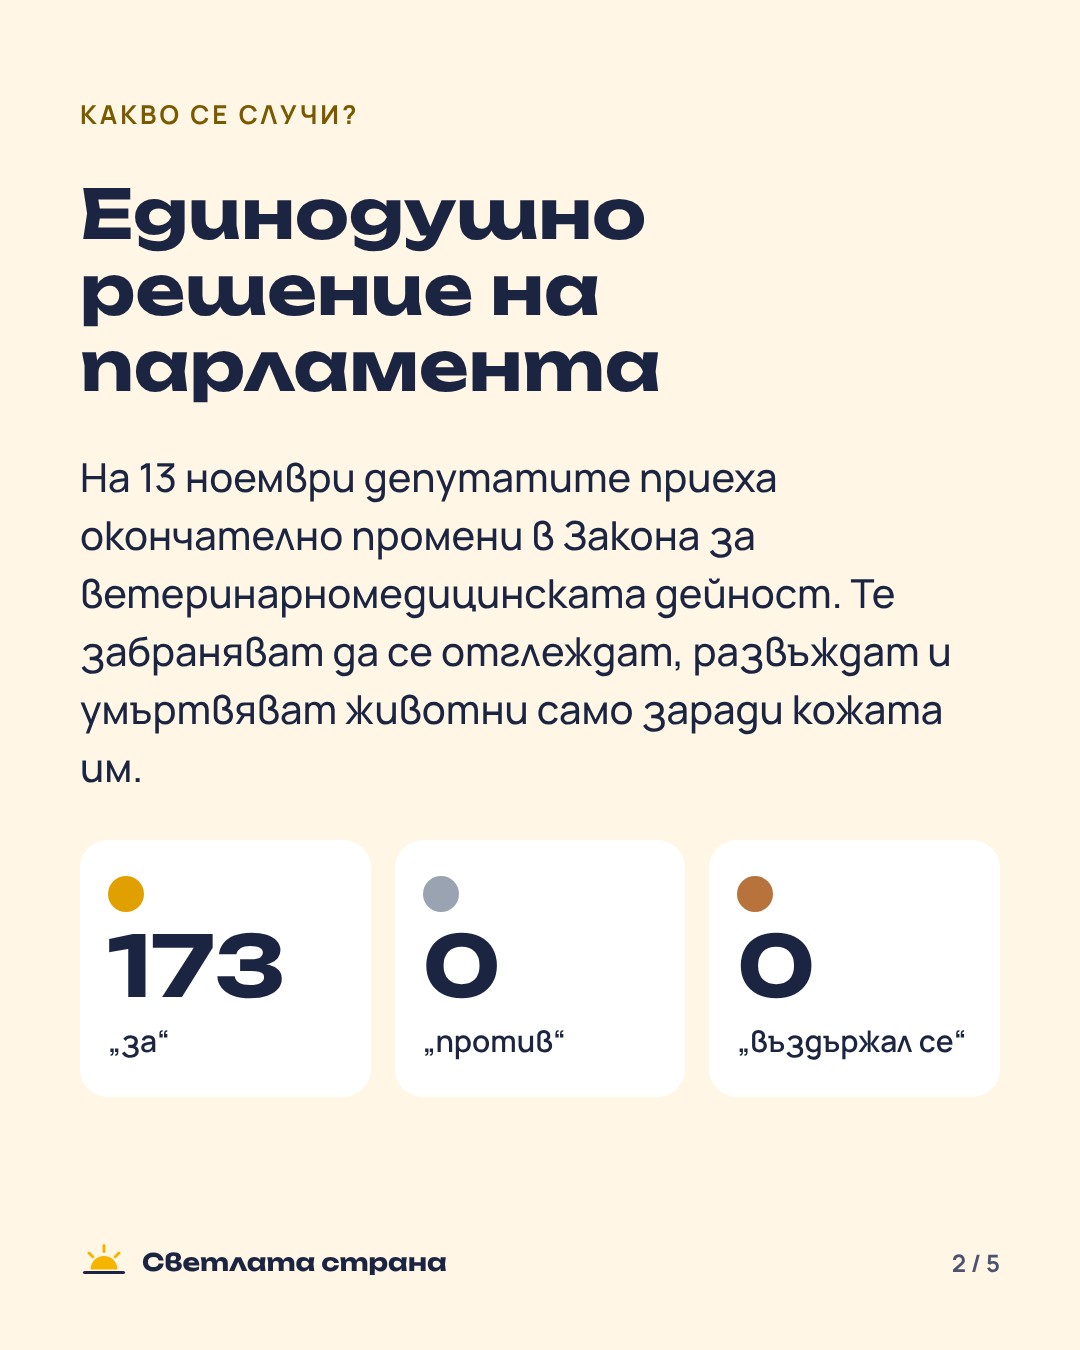 КАКВО СЕ СЛУЧИ?
Единодушно
решение на
парламента
На 13 ноември депутатите приеха
окончателно промени в Закона за
ветеринарномедицинската дейност. Те
забраняват да се отглеждат, развъждат и
умъртвяват животни само заради кожата
им.
173
„за“
0
„против“
0
„въздържал се“
Светлата страна
2 / 5